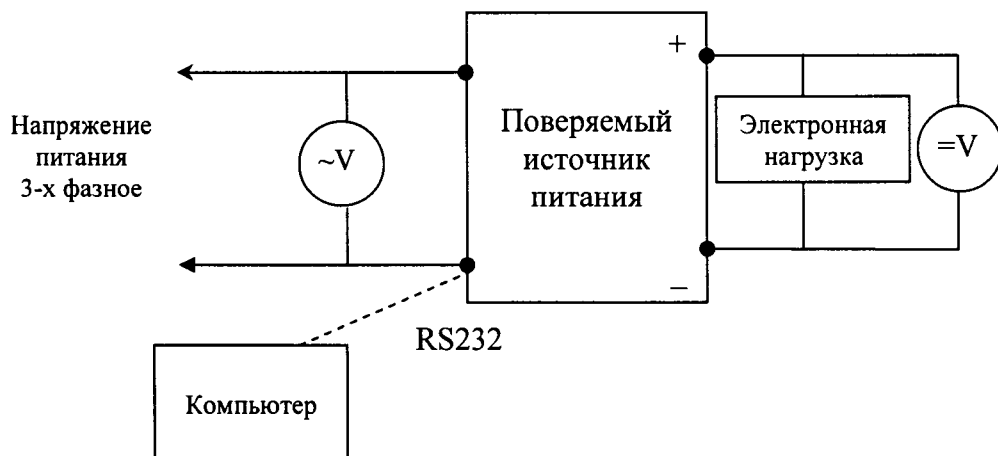 Напряжение
питания
3-х фазное
~V
Поверяемый
источник
питания
+
–
Электронная
нагрузка
=V
RS232
Компьютер